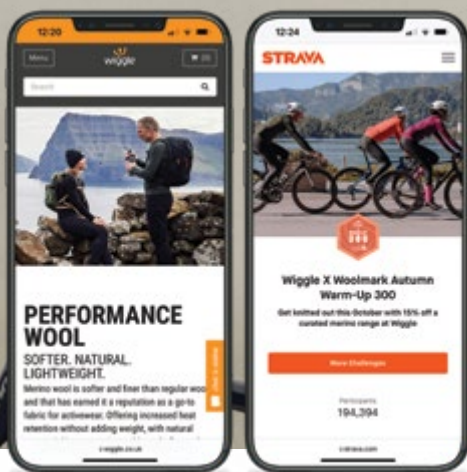 12:20
Menu
wiggle
(0)
Search
PERFORMANCE
WOOL
SOFTER. NATURAL.
LIGHTWEIGHT.
Merino wool is softer and finer than regular woo
and that has earned it a reputation as a go-to
fabric for activewear. Offering increased heat
retention without adding weight, with natural
wiggle.co.uk
12:24
STRAVA
300
Wiggle X Woolmark Autumn
Warm-Up 300
Get knitted out this October with 15% off a
curated merino range at Wiggle
More Challenges
Participants
194,394
strava.com